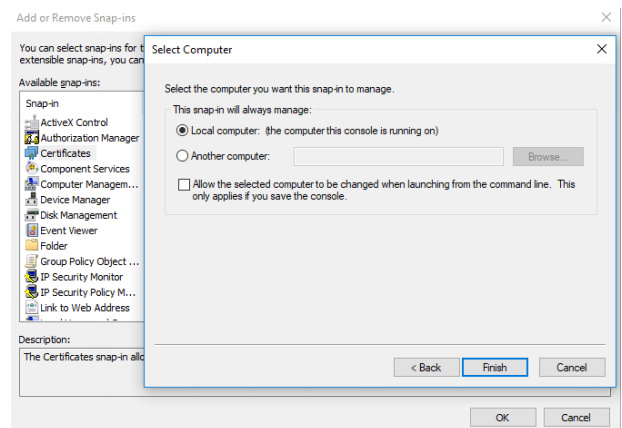 Add or Remove Snap-ins
You can select snap-ins for t
extensible snap-ins, you can
Available snap-ins:
Snap-in
ActiveX Control
Authorization Manager
Certificates
Component Services
Computer Managem...
Device Manager
Disk Management
Event Viewer
Folder
Group Policy Object ...
IP Security Monitor
IP Security Policy M...
Link to Web Address
Description:
The Certificates snap-in allo
Select Computer
Select the computer you want this snap-in to manage.
This snap-in will always manage:
Local computer: (the computer this console is running on)
Another computer:
Browse...
Allow the selected computer to be changed when launching from the command line. This
only applies if you save the console.
< Back Finish Cancel
OK Cancel